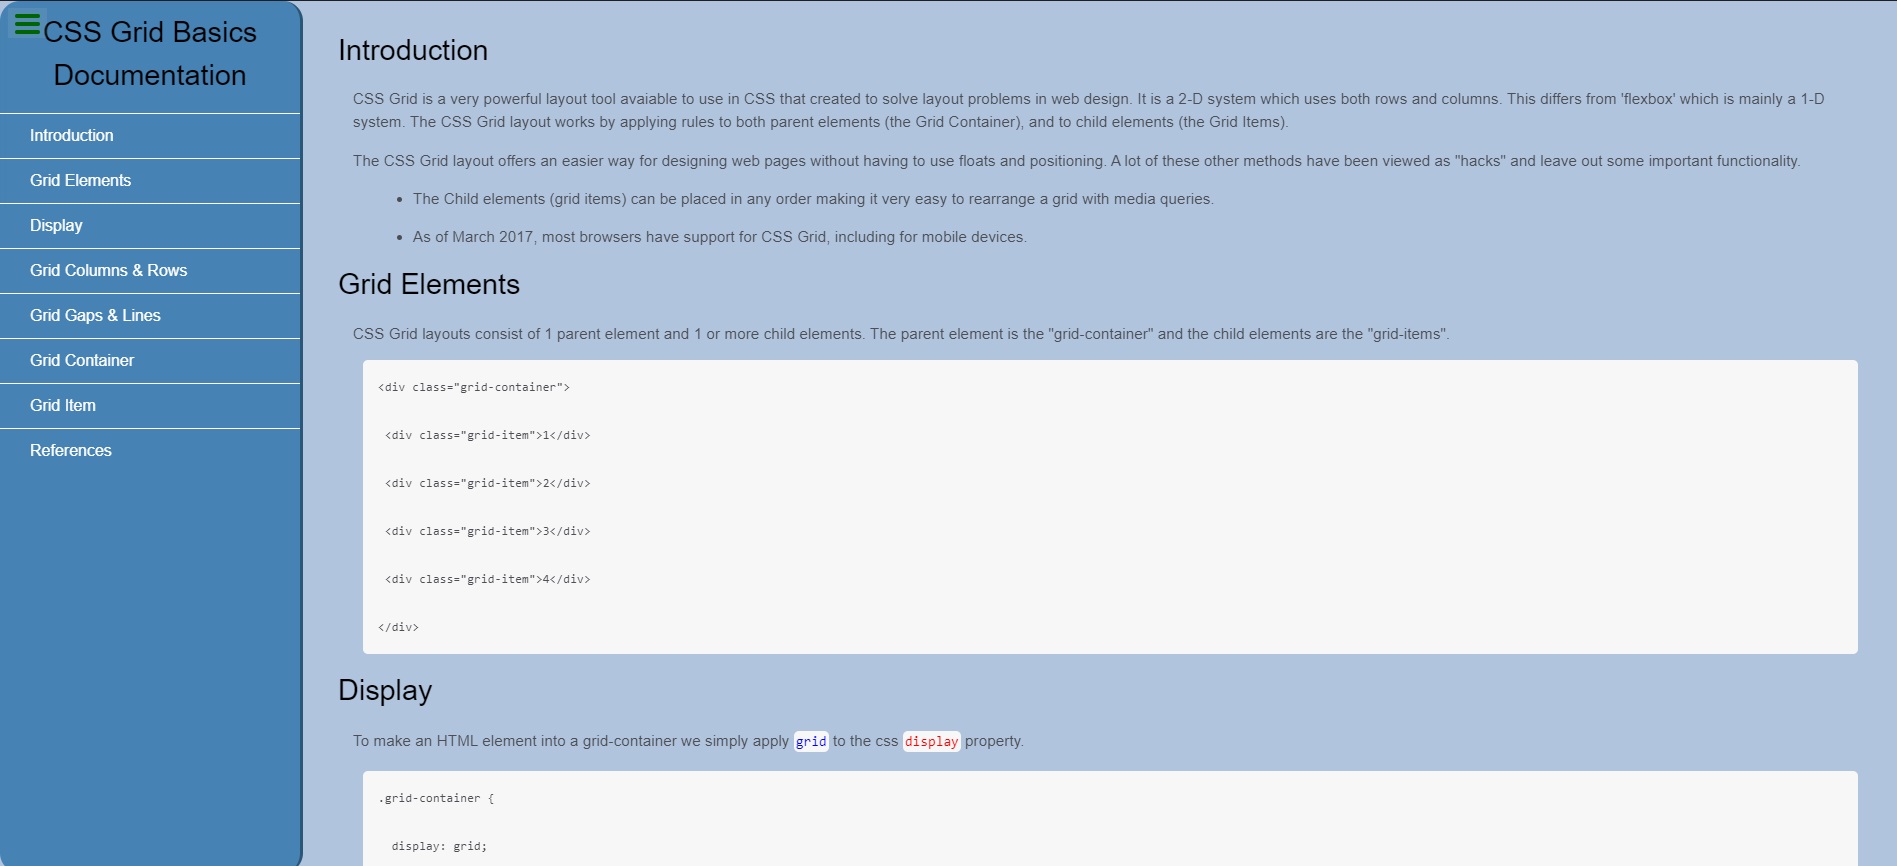 CSS Grid Basics
Documentation
Introduction
Grid Elements
Display
Grid Columns & Rows
Grid Gaps & Lines
Grid Container
Grid Item
References
Introduction
CSS Grid is a very powerful layout tool avaiable to use in CSS that created to solve layout problems in web design. It is a 2-D system which uses both rows and columns. This differs from 'flexbox' which is mainly a 1-D
system. The CSS Grid layout works by applying rules to both parent elements (the Grid Container), and to child elements (the Grid Items).
The CSS Grid layout offers an easier way for designing web pages without having to use floats and positioning. A lot of these other methods have been viewed as "hacks" and leave out some important functionality.
• The Child elements (grid items) can be placed in any order making it very easy to rearrange a grid with media queries.
• As of March 2017, most browsers have support for CSS Grid, including for mobile devices.
Grid Elements
CSS Grid layouts consist of 1 parent element and 1 or more child elements. The parent element is the "grid-container" and the child elements are the "grid-items".
<div class="grid-container">
<div class="grid-item">1</div>
<div class="grid-item">2</div>
<div class="grid-item">3</div>
<div class="grid-item">4</div>
</div>
Display
To make an HTML element into a grid-container we simply apply grid to the css display property.
.grid-container {
display: grid;